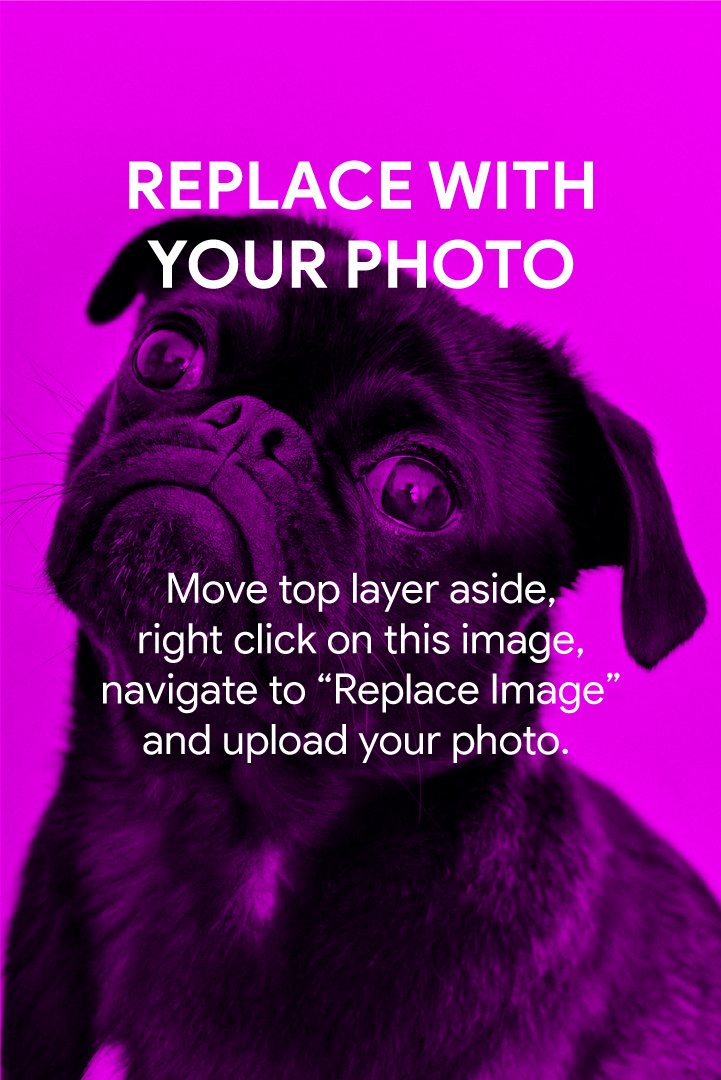 REPLACE WITH
YOUR PHOTO
Move top layer aside,
right click on this image,
navigate to “Replace Image”
and upload your photo.